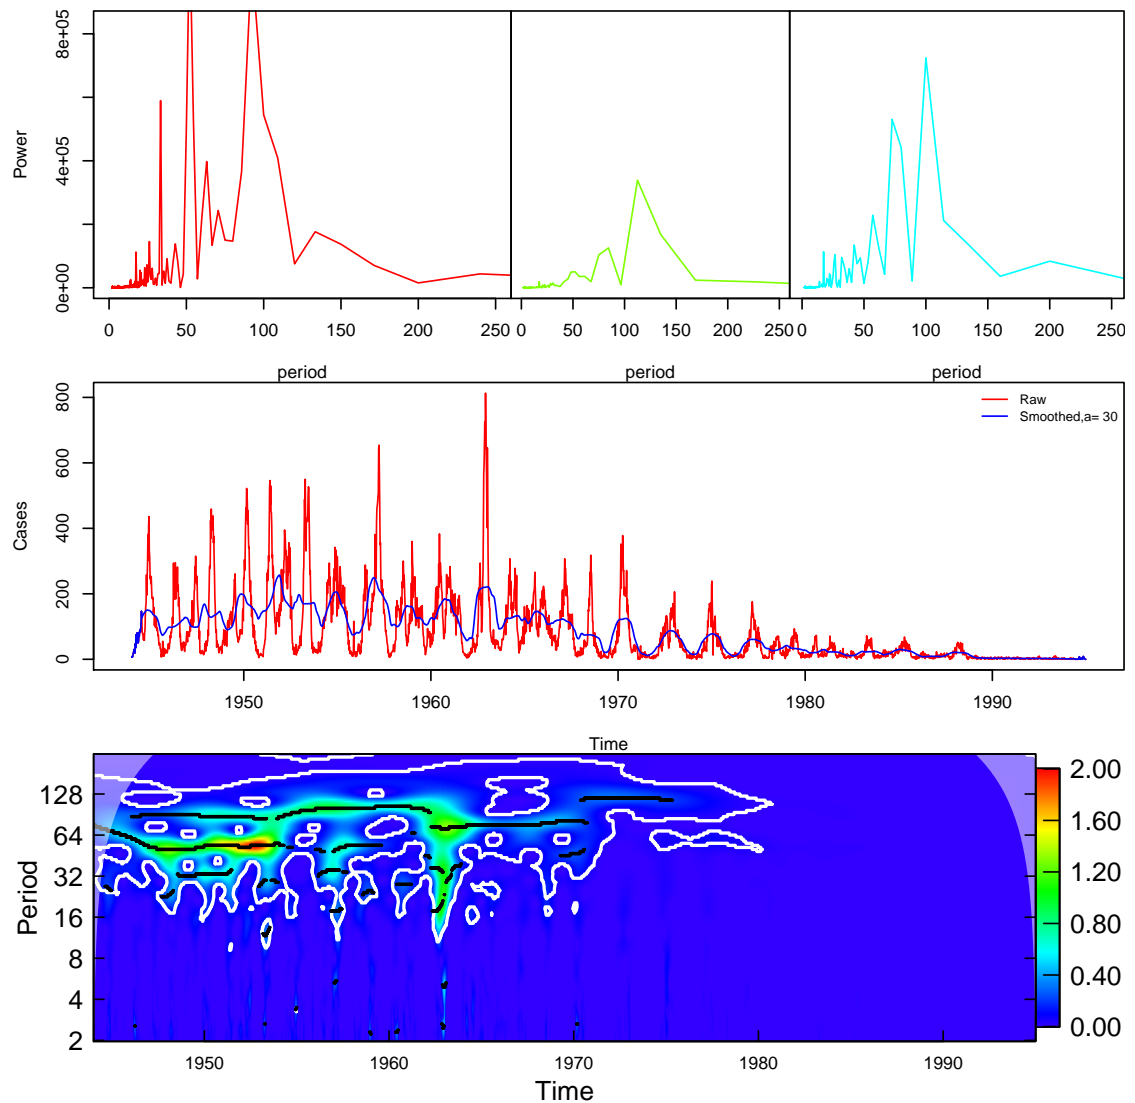 Power
0e+00 4e+05 8e+05
0 50 100 150 200 250 0 50 100 150 200 250 0 50 100 150 200 250
period period period
Cases
0 200 400 600 800
Raw
Smoothed,a= 30
1950 1960 1970 1980 1990
Time
Period
128
64
32
16
8
4
2
2.00
1.60
1.20
0.80
0.40
0.00
1950 1960 1970 1980 1990
Time